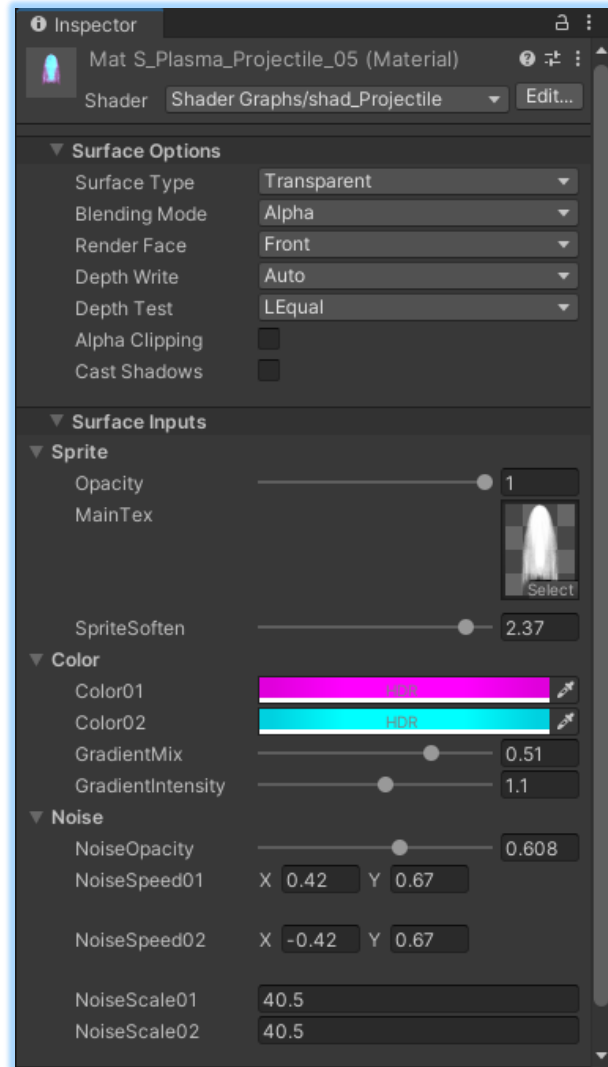 Inspector
Mat S_Plasma_Projectile_05 (Material)
Shader Shader Graphs/shad_Projectile Edit...
Surface Options
Surface Type Transparent
Blending Mode Alpha
Render Face Front
Depth Write Auto
Depth Test LEqual
Alpha Clipping
Cast Shadows
Surface Inputs
Sprite
Opacity 1
MainTex
Select
SpriteSoften 2.37
Color
Color01 HDR
Color02 HDR
GradientMix 0.51
GradientIntensity 1.1
Noise
NoiseOpacity 0.608
NoiseSpeed01 X 0.42 Y 0.67
NoiseSpeed02 X -0.42 Y 0.67
NoiseScale01 40.5
NoiseScale02 40.5